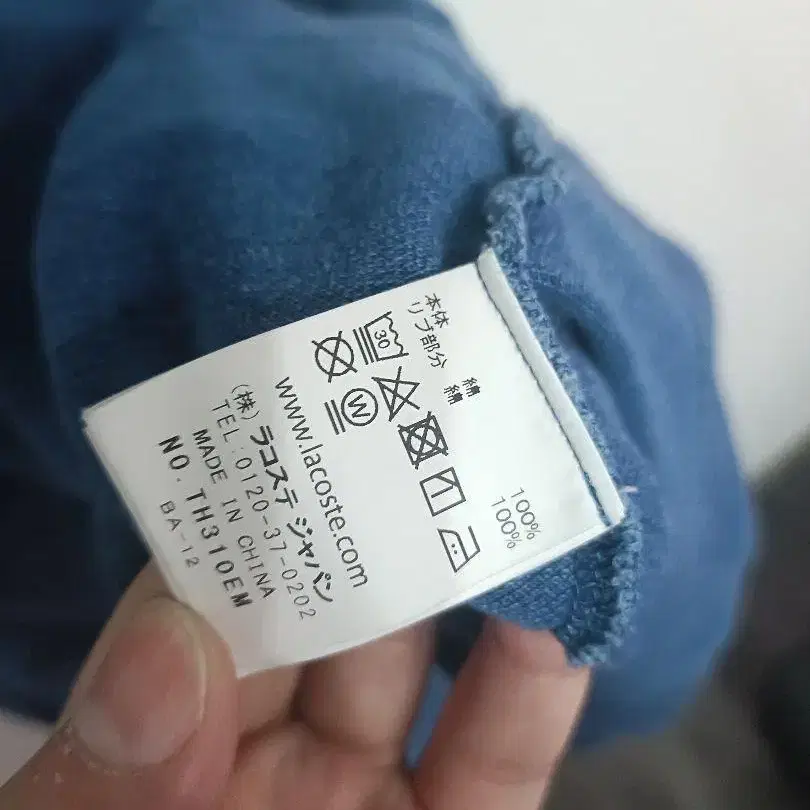 本体 綿 100%
リブ部分 綿 100%
30
W
www.lacoste.com
(株) ラコステ ジャパン
TEL:0120-37-0202
MADE IN CHINA
NO. TH310EM
BA-12